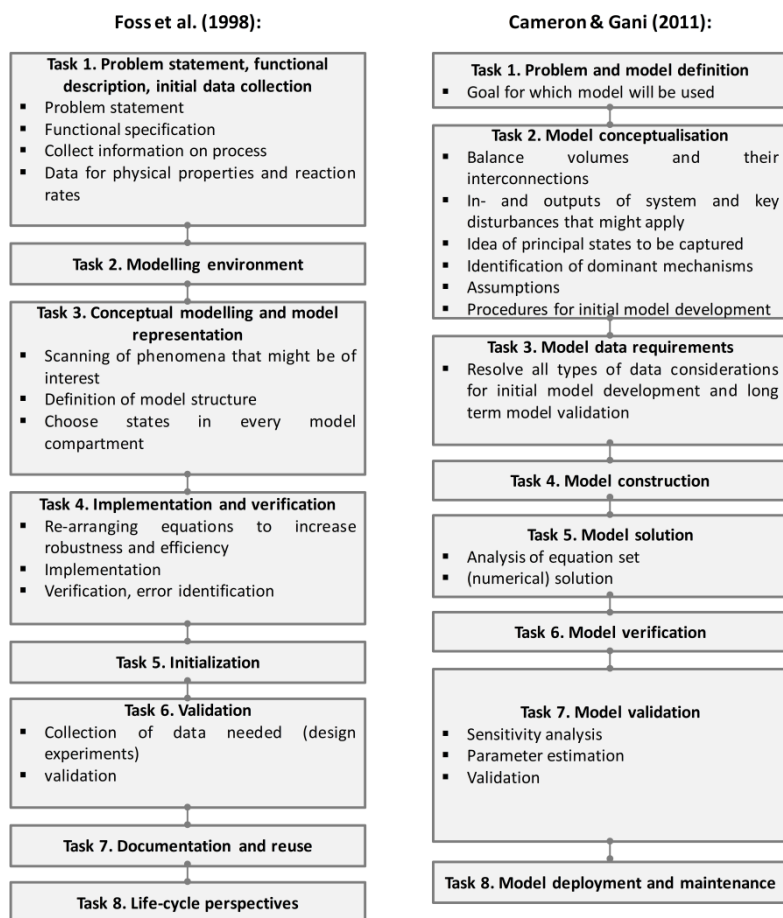 Foss et al. (1998):
Task 1. Problem statement, functional
description, initial data collection
▪ Problem statement
▪ Functional specification
▪ Collect information on process
▪ Data for physical properties and reaction
rates
Task 2. Modelling environment
Task 3. Conceptual modelling and model
representation
▪ Scanning of phenomena that might be of
interest
▪ Definition of model structure
▪ Choose states in every model
compartment
Task 4. Implementation and verification
▪ Re-arranging equations to increase
robustness and efficiency
▪ Implementation
▪ Verification, error identification
Task 5. Initialization
Task 6. Validation
▪ Collection of data needed (design
experiments)
▪ validation
Task 7. Documentation and reuse
Task 8. Life-cycle perspectives
Cameron & Gani (2011):
Task 1. Problem and model definition
▪ Goal for which model will be used
Task 2. Model conceptualisation
▪ Balance volumes and their
interconnections
▪ In- and outputs of system and key
disturbances that might apply
▪ Idea of principal states to be captured
▪ Identification of dominant mechanisms
▪ Assumptions
▪ Procedures for initial model development
Task 3. Model data requirements
▪ Resolve all types of data considerations
for initial model development and long
term model validation
Task 4. Model construction
Task 5. Model solution
▪ Analysis of equation set
▪ (numerical) solution
Task 6. Model verification
Task 7. Model validation
▪ Sensitivity analysis
▪ Parameter estimation
▪ Validation
Task 8. Model deployment and maintenance